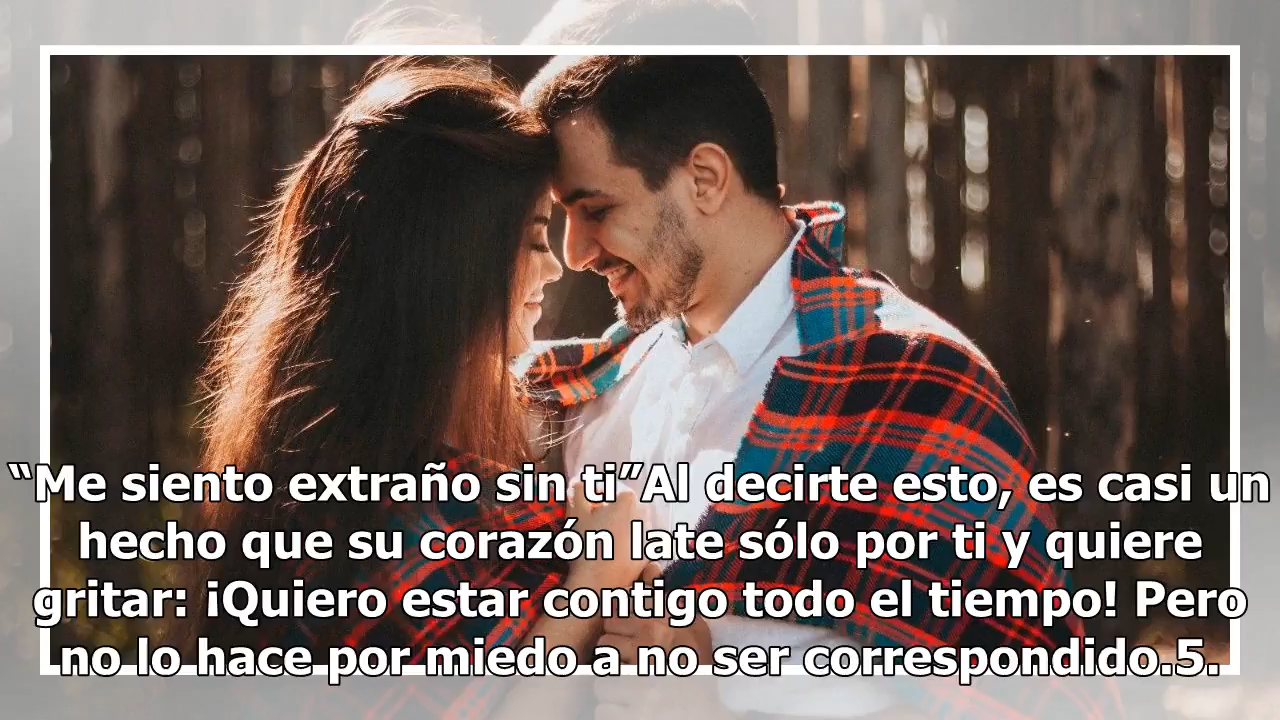 “Me siento extraño sin ti”Al decirte esto, es casi un
hecho que su corazón late sólo por ti y quiere
gritar: ¡Quiero estar contigo todo el tiempo! Pero
no lo hace por miedo a no ser correspondido.5.